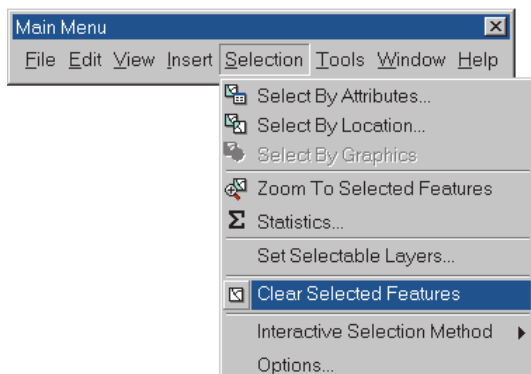 Main Menu
File Edit View Insert Selection Tools Window Help
Select By Attributes...
Select By Location...
Select By Graphics
Zoom To Selected Features
Σ Statistics...
Set Selectable Layers...
Clear Selected Features
Interactive Selection Method
Options...